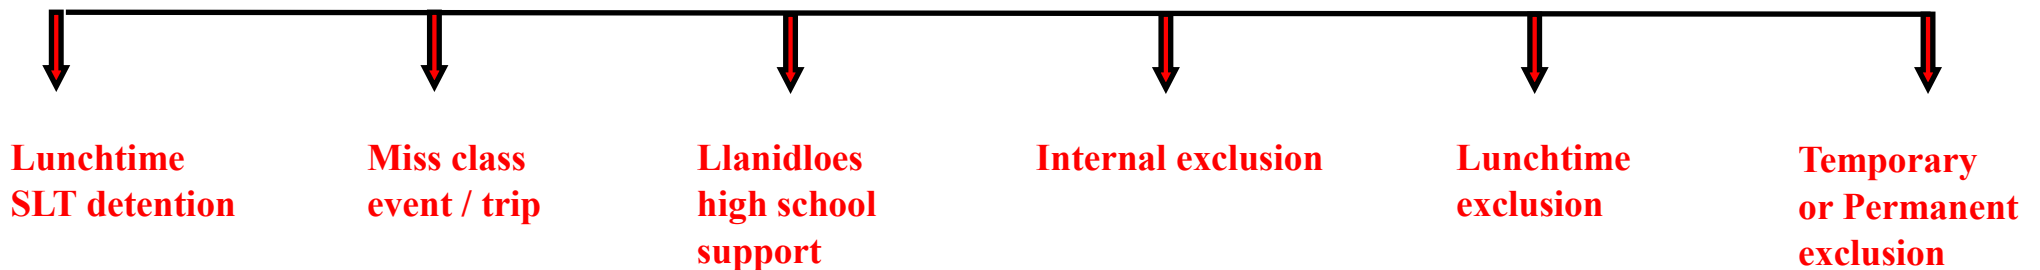 Lunchtime
SLT detention
Miss class
event / trip
Llanidloes
high school
support
Internal exclusion
Lunchtime
exclusion
Temporary
or Permanent
exclusion